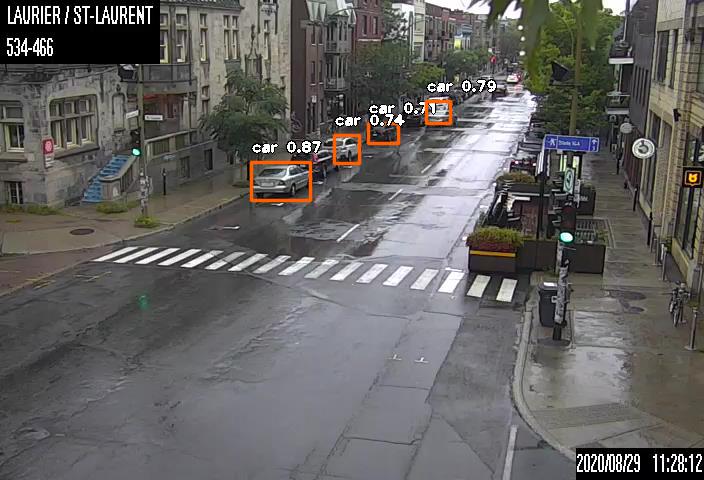 LAURIER / ST-LAURENT
534-466
car 0.79
car 0.71
car 0.74
car 0.87
2020/08/29 11:28:12